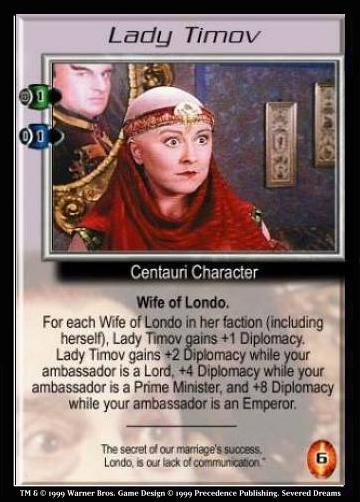 Lady Timov
1
1
Centauri Character
Wife of Londo.
For each Wife of Londo in her faction (including
herself), Lady Timov gains +1 Diplomacy.
Lady Timov gains +2 Diplomacy while your
ambassador is a Lord, +4 Diplomacy while your
ambassador is a Prime Minister, and +8 Diplomacy
while your ambassador is an Emperor.
The secret of our marriage's success,
Londo, is our lack of communication."
6
TM & © 1999 Warner Bros. Game Design © 1999 Precedence Publishing. Severed Dreams